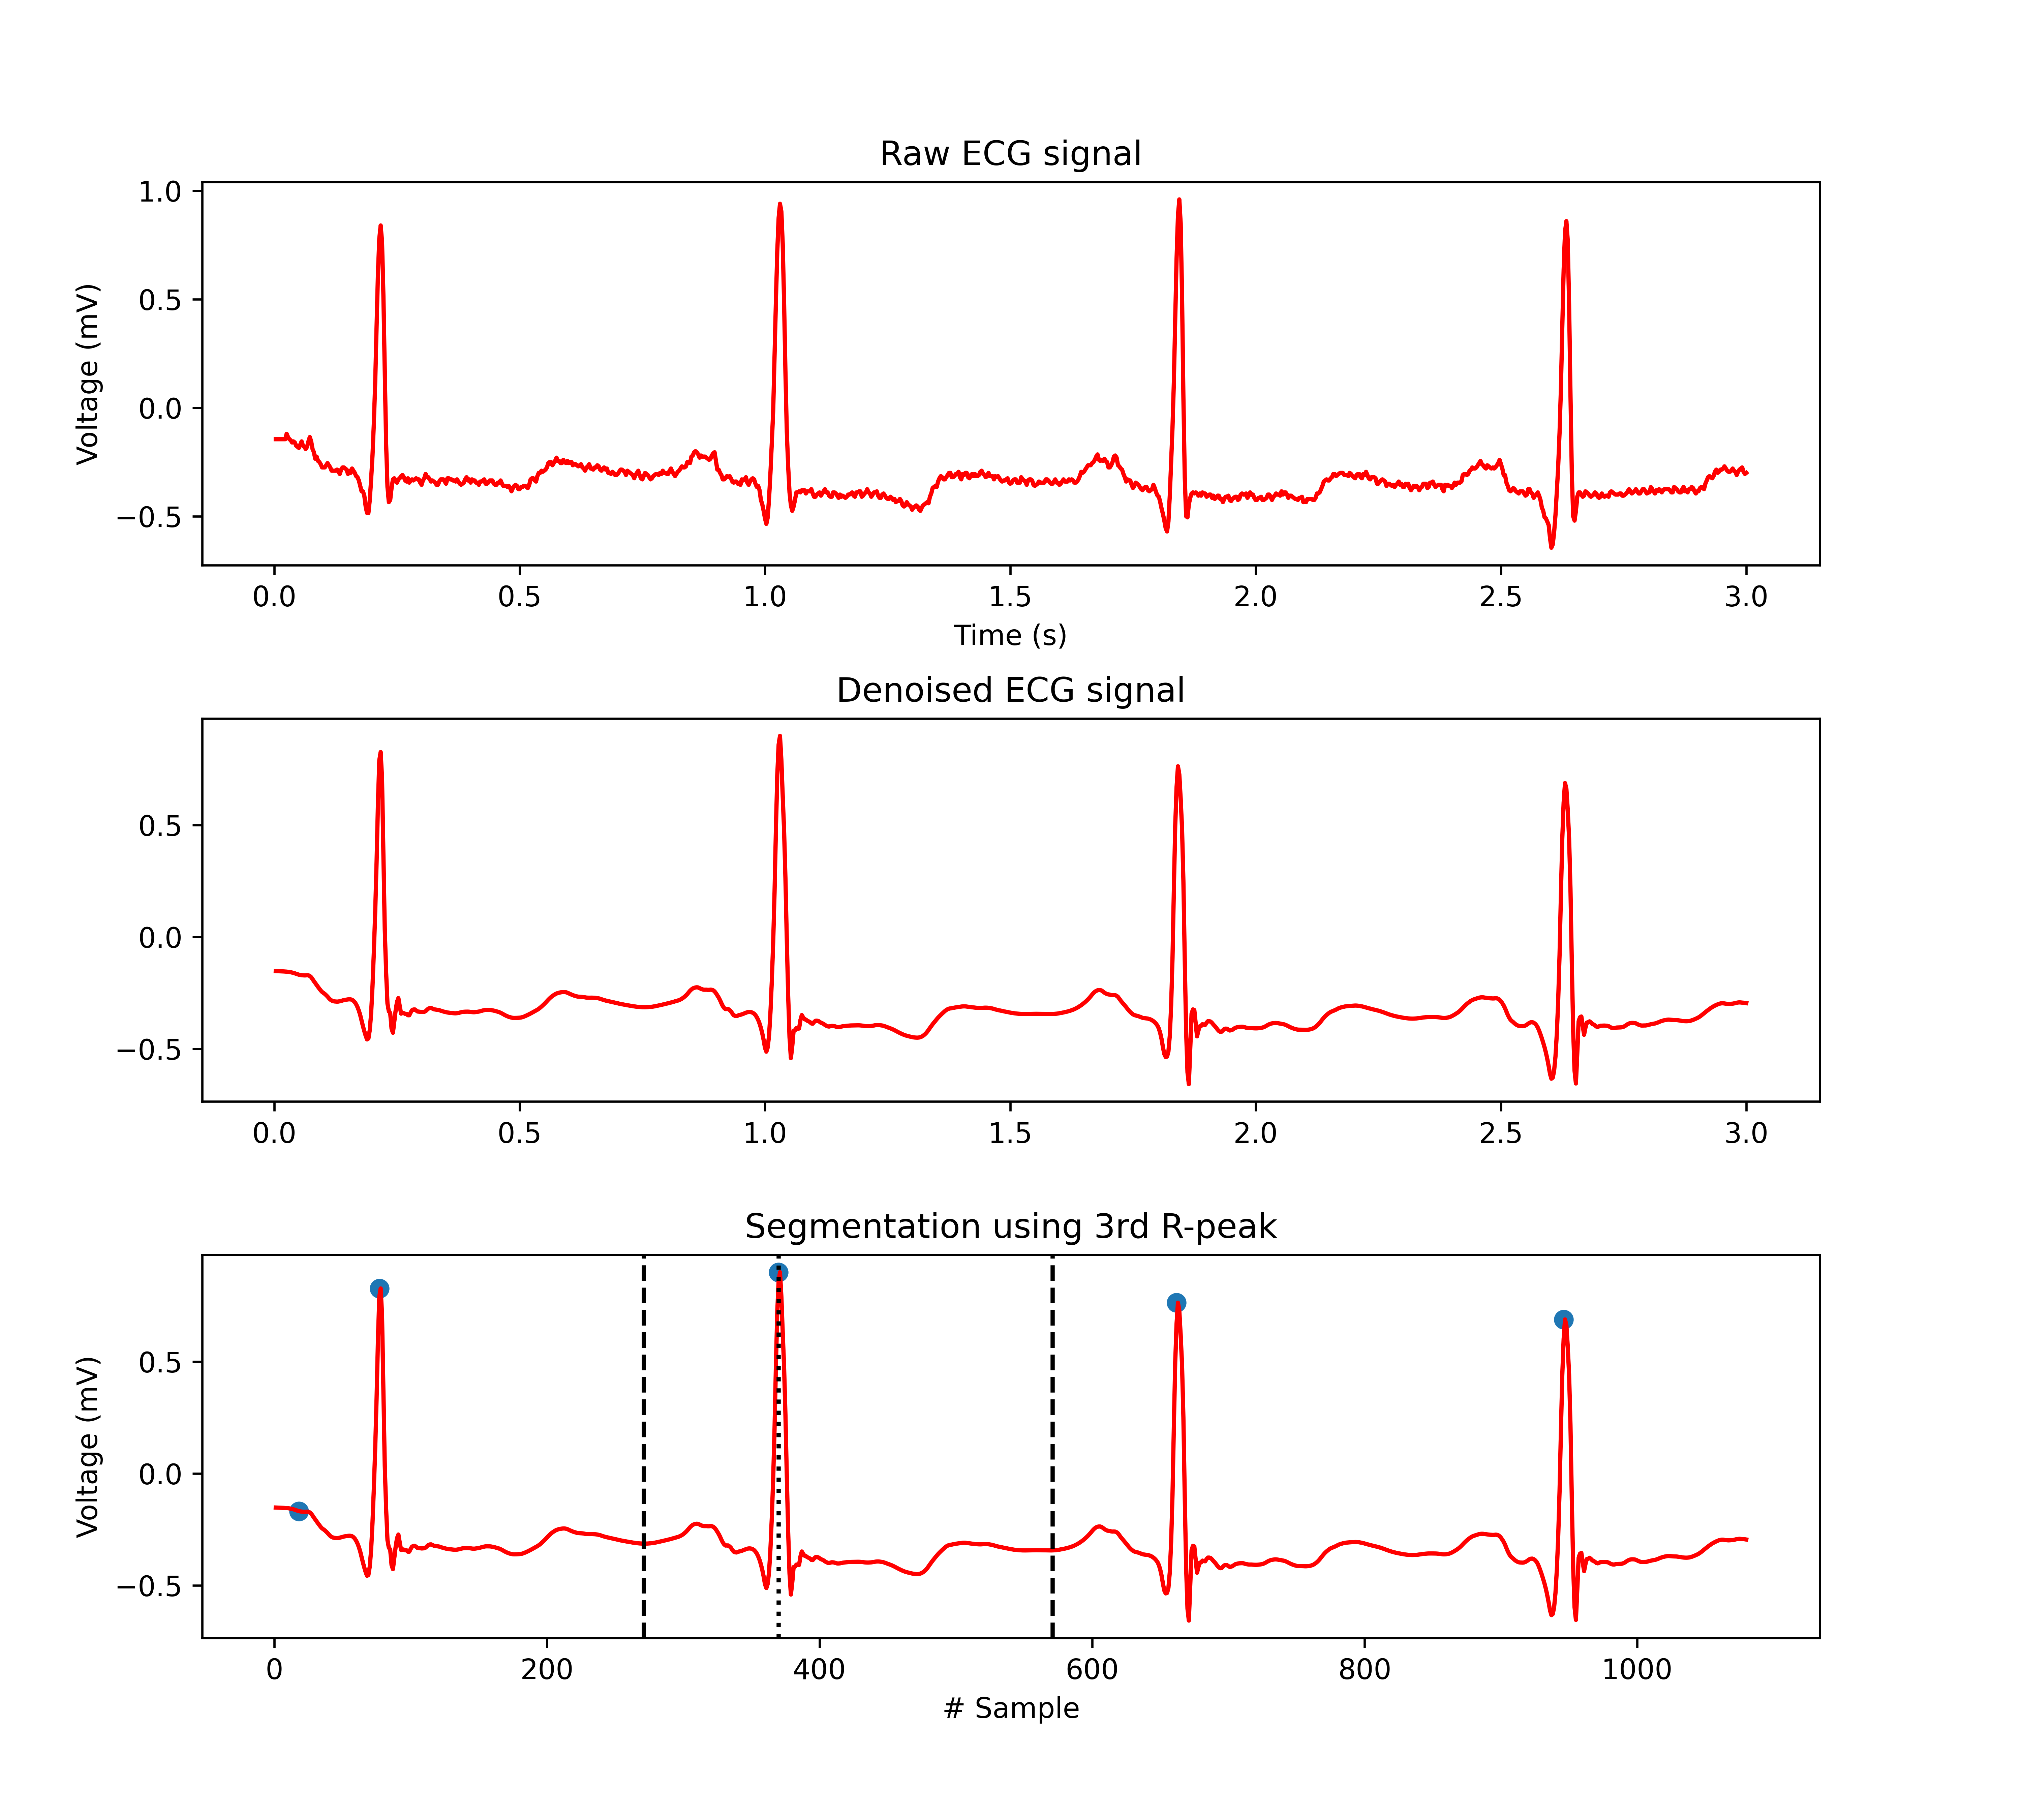 Raw ECG signal
1.0
0.5
0.0
−0.5
Voltage (mV)
0.0 0.5 1.0 1.5 2.0 2.5 3.0
Time (s)
Denoised ECG signal
0.5
0.0
−0.5
0.0 0.5 1.0 1.5 2.0 2.5 3.0
Segmentation using 3rd R-peak
0.5
0.0
−0.5
Voltage (mV)
0 200 400 600 800 1000
# Sample